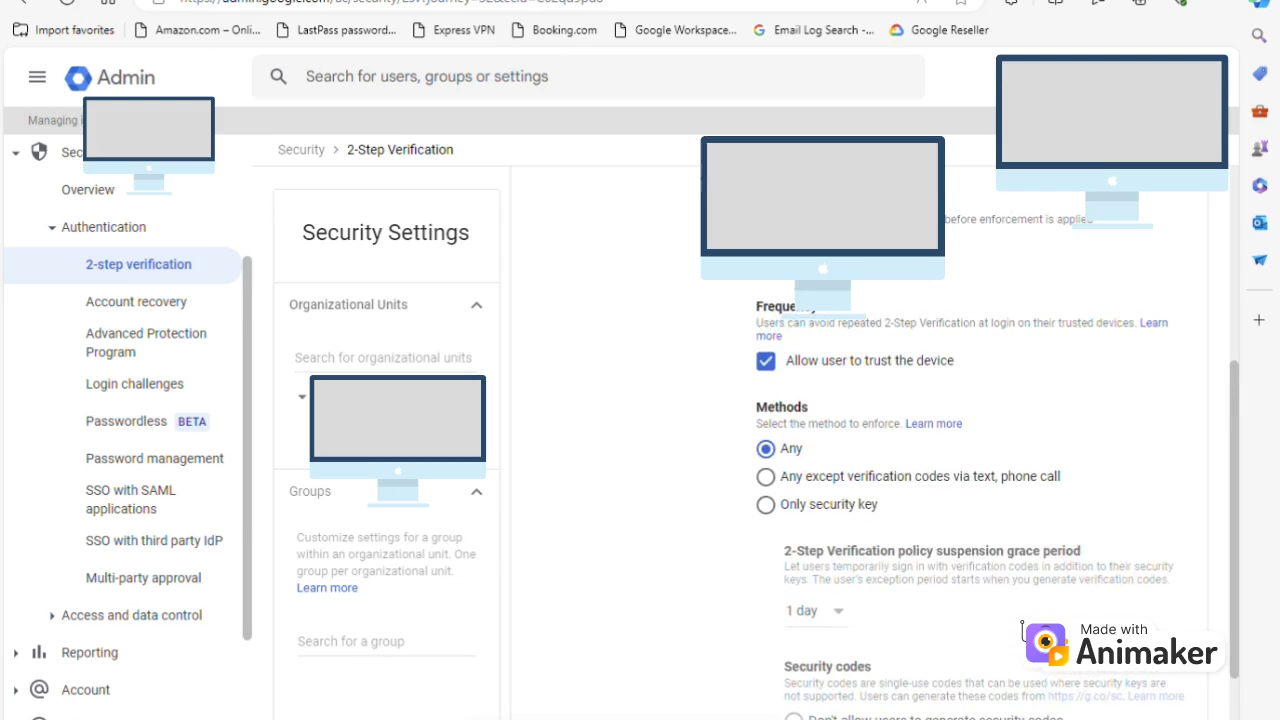 Import favorites
Amazon.com – Onli...
LastPass password...
Express VPN
Booking.com
Google Workspace...
Email Log Search -...
Google Reseller
Admin
Search for users, groups or settings
Managing
Security > 2-Step Verification
Overview
Authentication
2-step verification
Account recovery
Advanced Protection
Program
Login challenges
Passwordless BETA
Password management
SSO with SAML
applications
SSO with third party IdP
Multi-party approval
Access and data control
Reporting
Account
Security Settings
Organizational Units
Search for organizational units
Groups
Customize settings for a group
within an organizational unit. One
group per organizational unit.
Learn more
Search for a group
before enforcement is applied
Users can avoid repeated 2-Step Verification at login on their trusted devices. Learn
more
Allow user to trust the device
Methods
Select the method to enforce. Learn more
Any
Any except verification codes via text, phone call
Only security key
2-Step Verification policy suspension grace period
Let users temporarily sign in with verification codes in addition to their security
keys. The user's exception period starts when you generate verification codes.
1 day
Security codes
Security codes are single-use codes that can be used where security keys are
not supported. Users can generate these codes from https://g.co/sc. Learn more
Don't allow users to generate security codes
Made with
Animaker